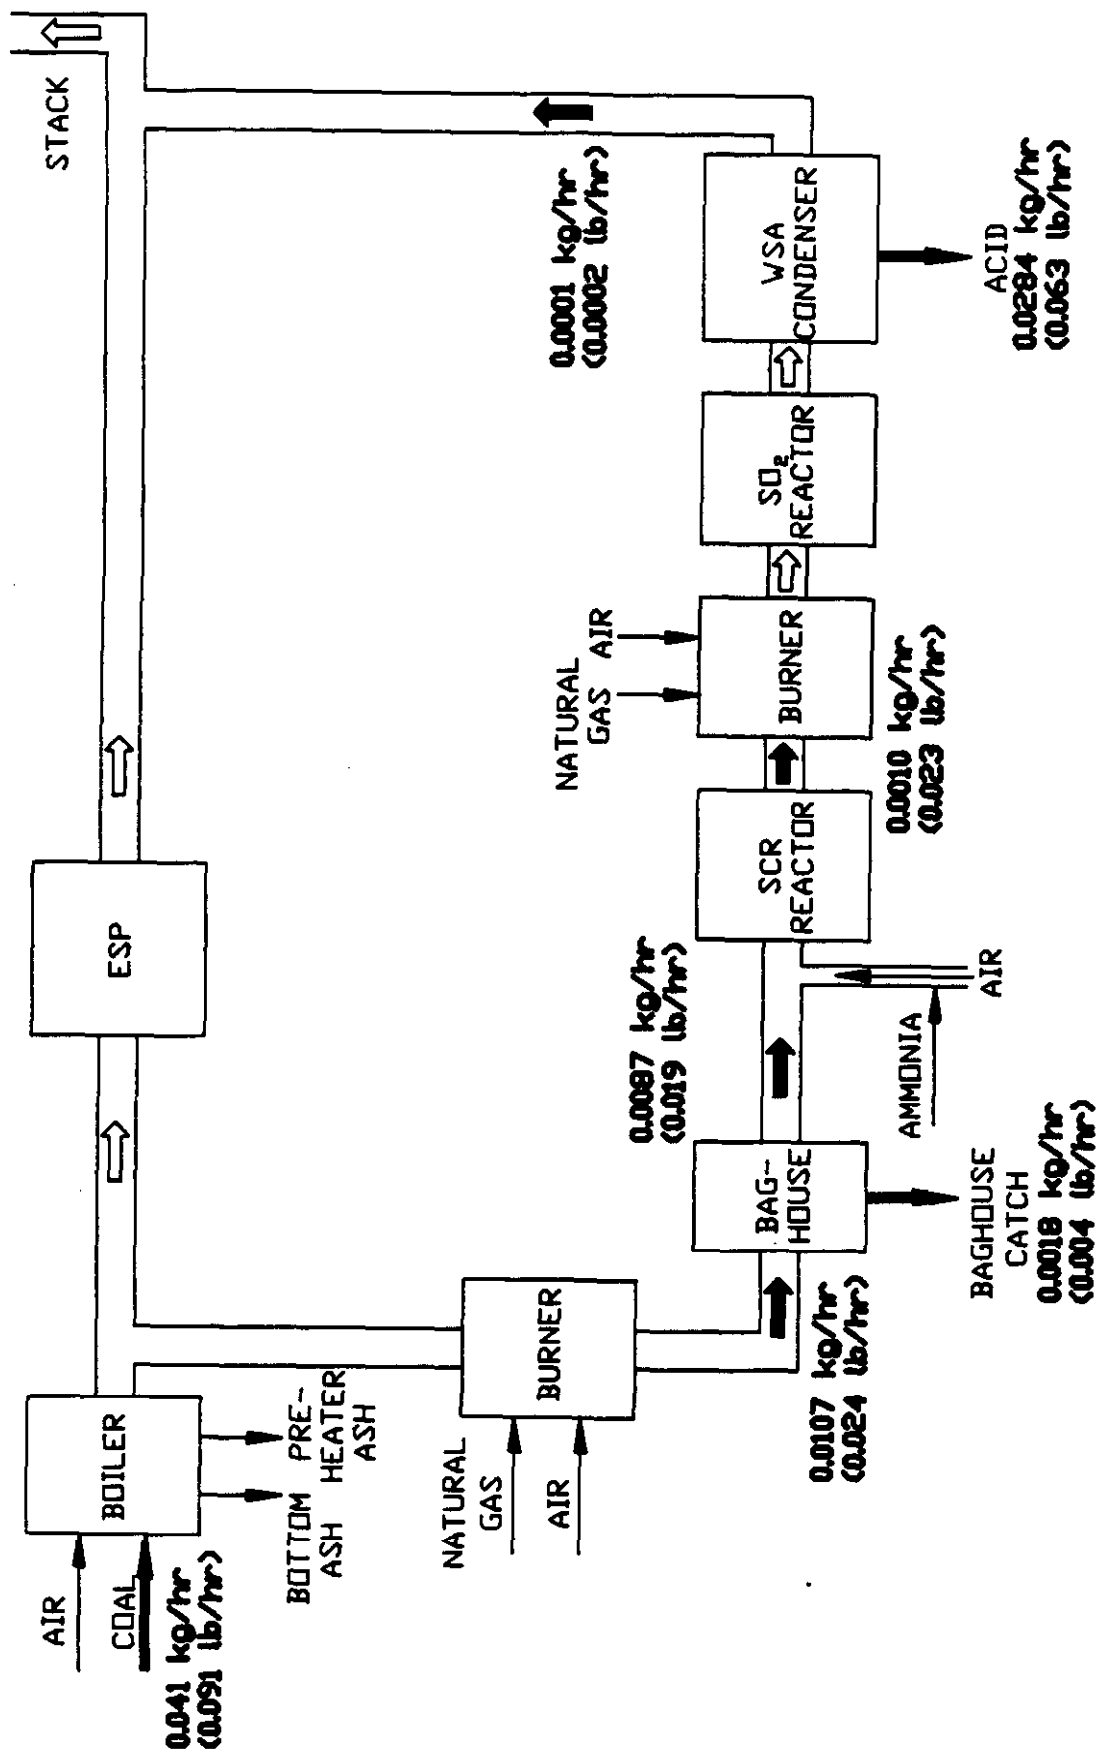 STACK
ESP
BOILER
AIR
COAL
0.041 kg/hr
(0.091 lb/hr)
BOTTOM
ASH
PRE-
HEATER
ASH
BURNER
NATURAL
GAS
AIR
0.0107 kg/hr
(0.024 lb/hr)
BAG-
HOUSE
BAGHOUSE
CATCH
0.0018 kg/hr
(0.004 lb/hr)
0.0087 kg/hr
(0.019 lb/hr)
AMMONIA
AIR
SCR
REACTOR
0.0010 kg/hr
(0.023 lb/hr)
NATURAL
GAS
AIR
BURNER
SO₂
REACTOR
WSA
CONDENSER
0.0001 kg/hr
(0.0002 lb/hr)
ACID
0.0284 kg/hr
(0.063 lb/hr)